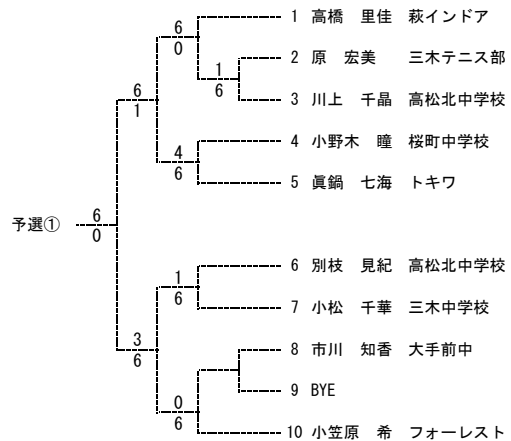 6
0
1 高橋 里佳 萩インドア
1
6
2 原 宏美 三木テニス部
6
1
3 川上 千晶 高松北中学校
4
6
4 小野木 瞳 桜町中学校
5 眞鍋 七海 トキワ
予選① 6
0
1
6
6 別枝 見紀 高松北中学校
7 小松 千華 三木中学校
3
6
8 市川 知香 大手前中
9 BYE
0
6
10 小笠原 希 フォーレスト